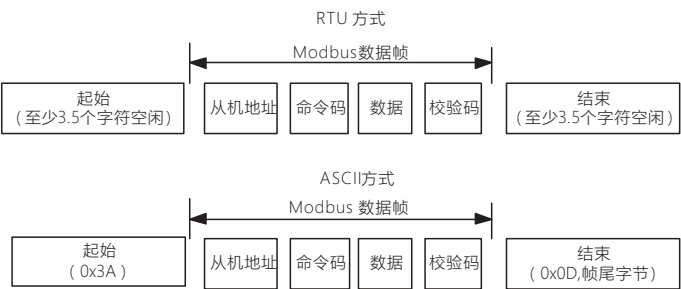 RTU 方式
Modbus数据帧
起始
(至少3.5个字符空闲)
从机地址
命令码
数据
校验码
结束
(至少3.5个字符空闲)
ASCII方式
Modbus 数据帧
起始
(0x3A)
从机地址
命令码
数据
校验码
结束
(0x0D,帧尾字节)